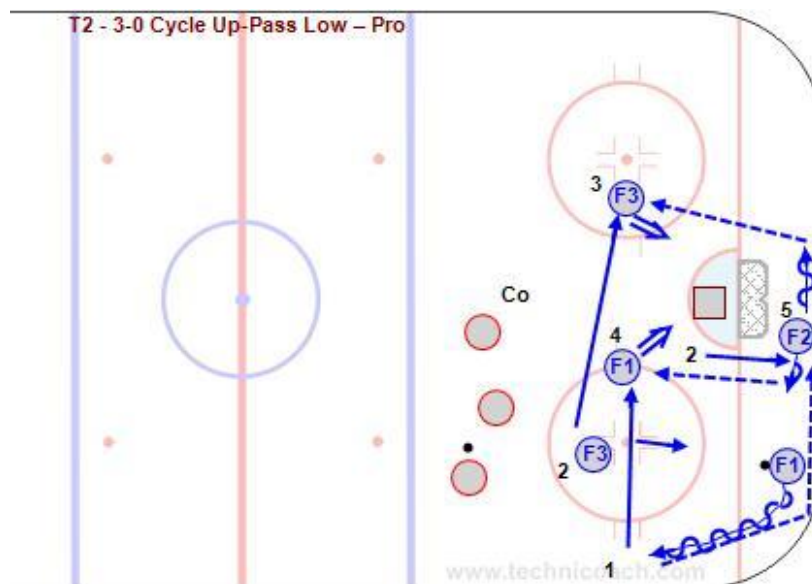 T2 - 3-0 Cycle Up-Pass Low – Pro
3
F3
Co
5
F2
4
F1
2
F3
2
F1
1
www.technicoach.com